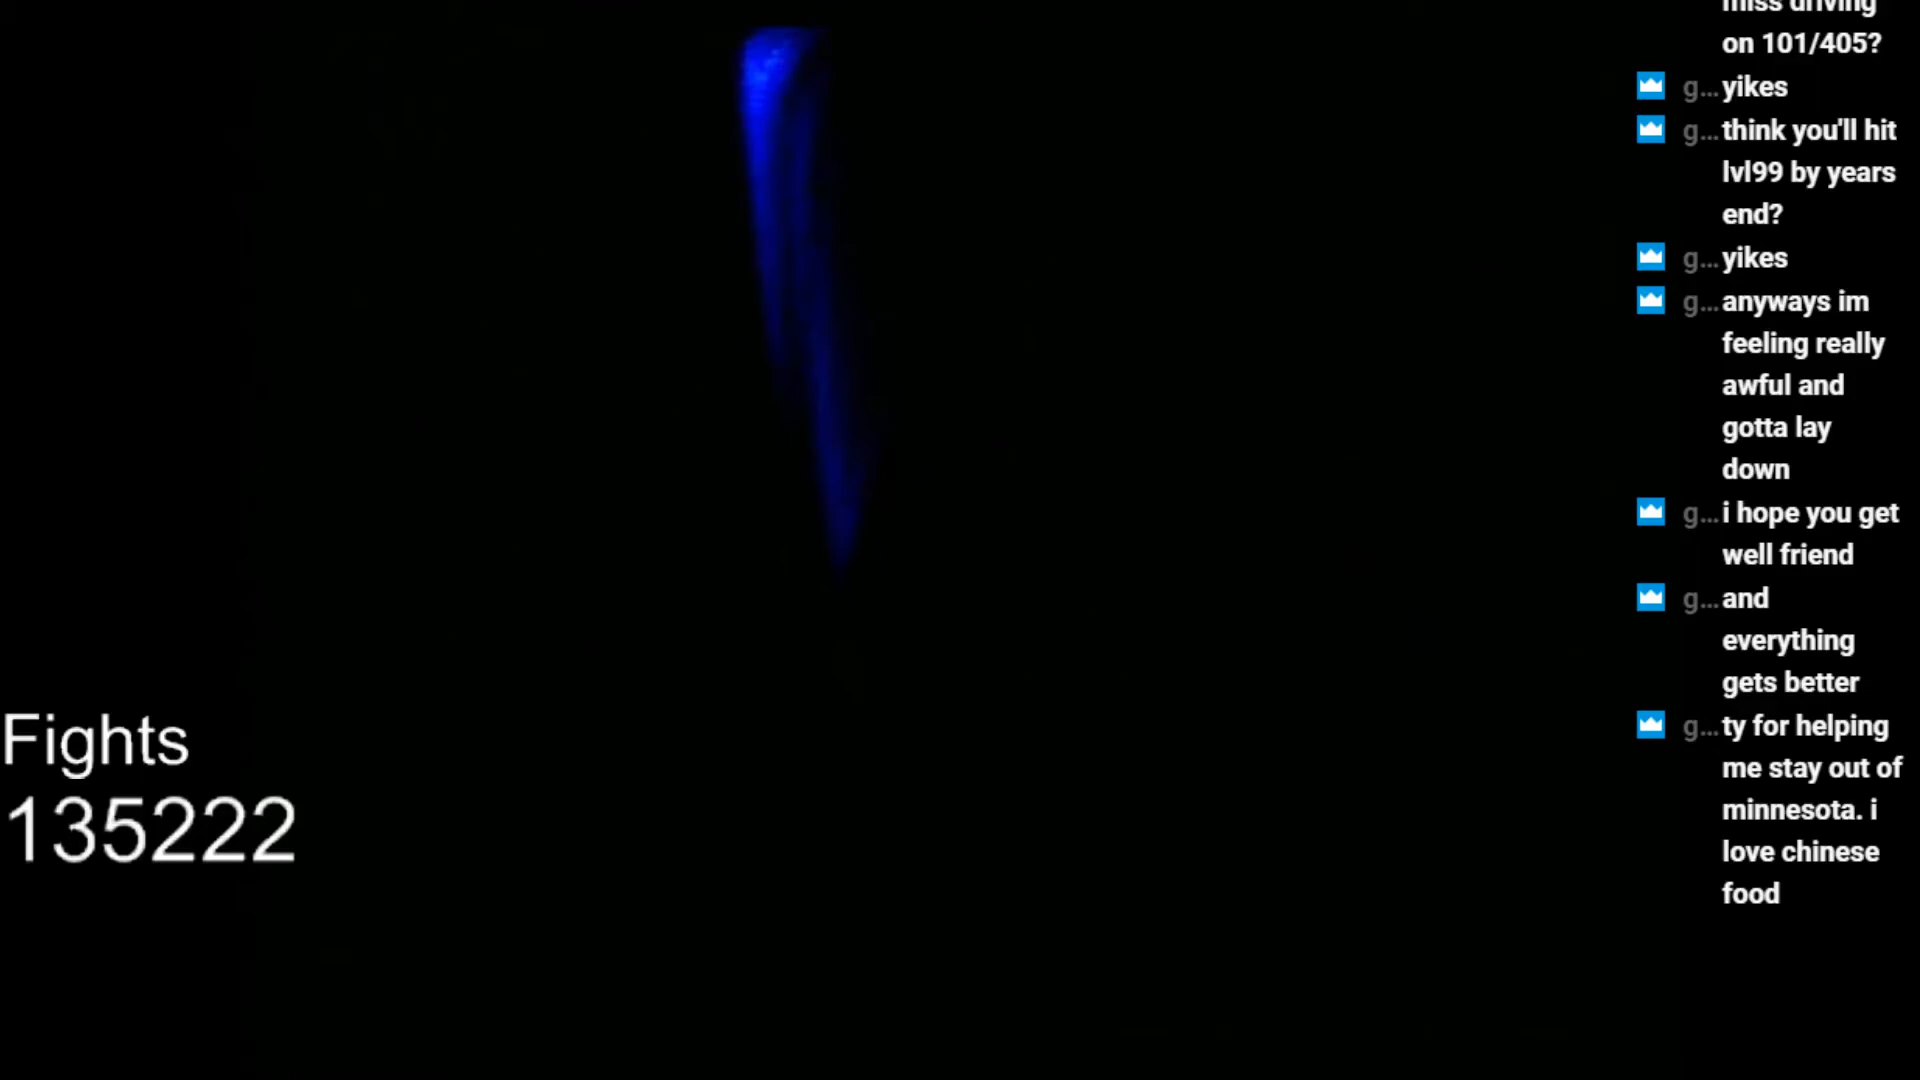 miss driving
on 101/405?
g... yikes
g... think you'll hit
lvl99 by years
end?
g... yikes
g... anyways im
feeling really
awful and
gotta lay
down
g... i hope you get
well friend
g... and
everything
gets better
g... ty for helping
me stay out of
minnesota. i
love chinese
food
Fights
135222